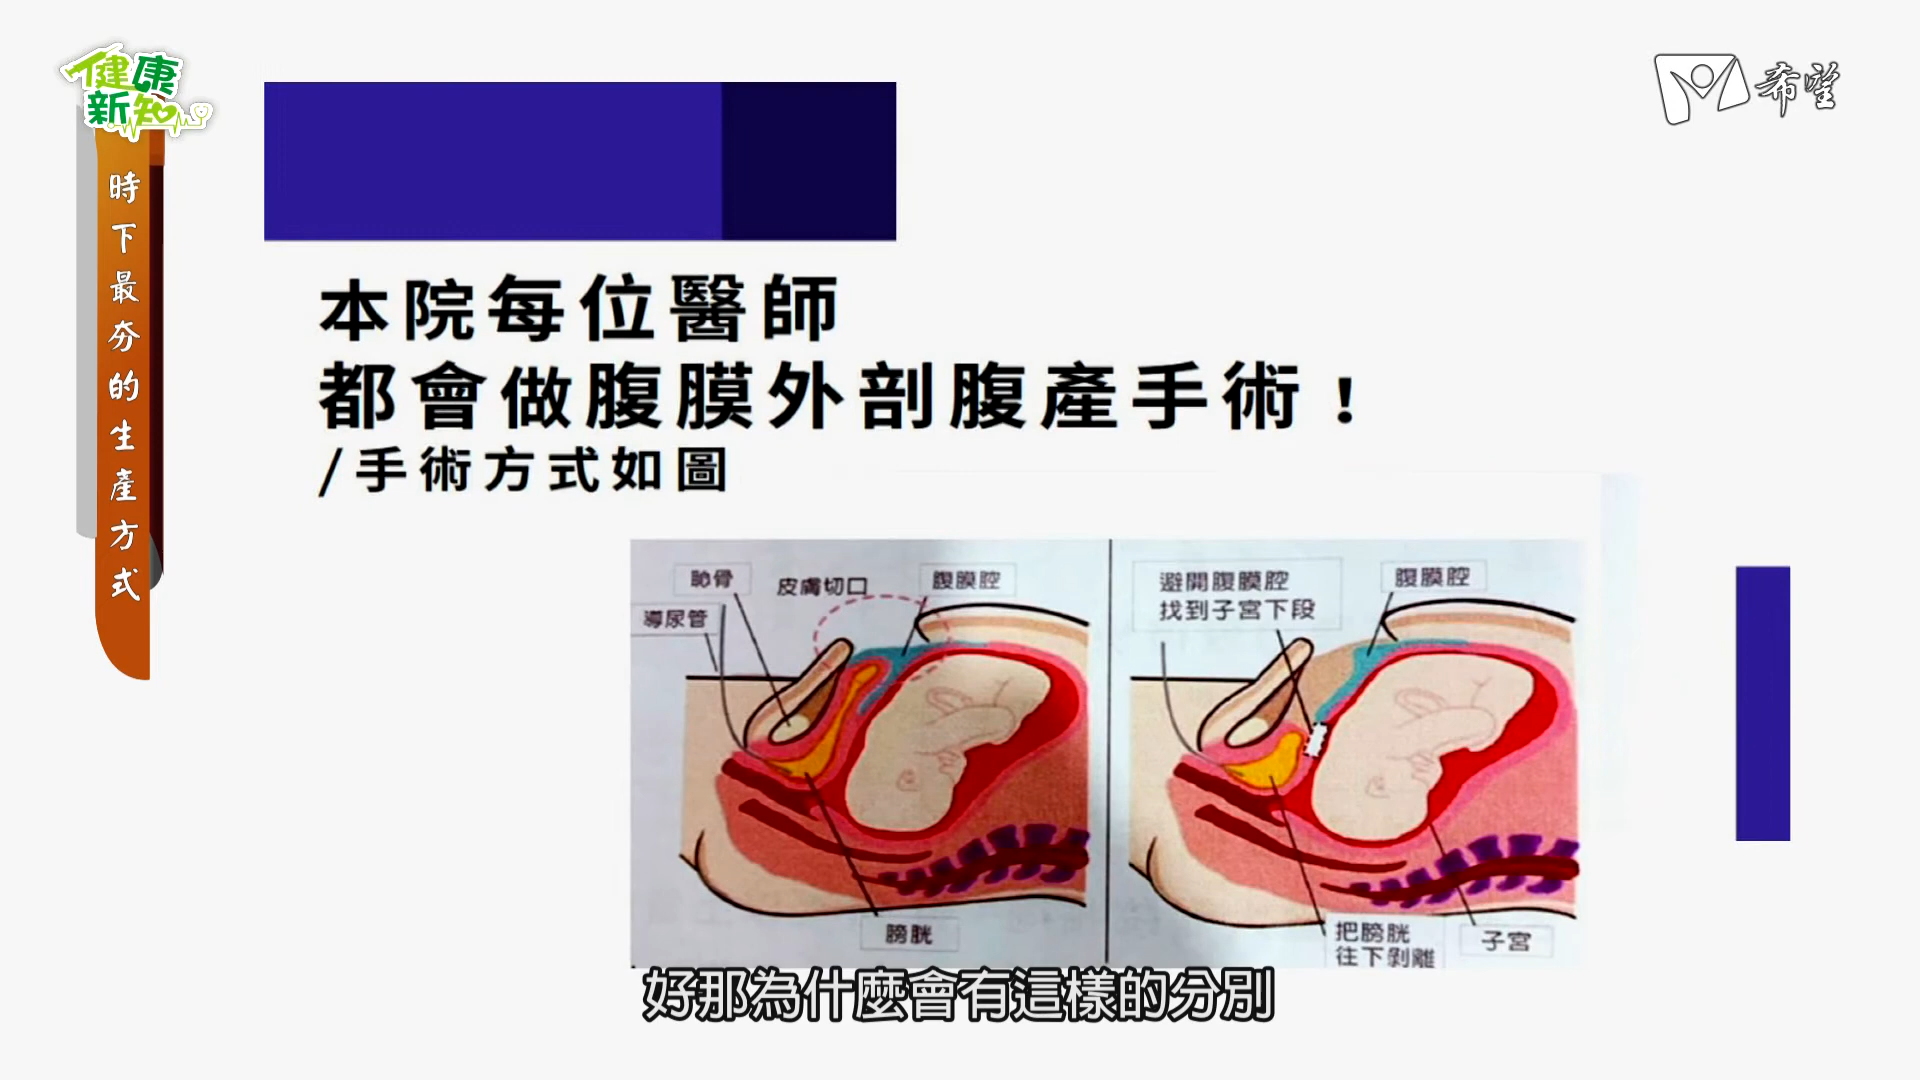 健康
新知
希望
時下最夯的生產方式
本院每位醫師
都會做腹膜外剖腹產手術！
/手術方式如圖
恥骨
皮膚切口
腹膜腔
導尿管
膀胱
避開腹膜腔
找到子宮下段
腹膜腔
把膀胱
往下剝離
子宮
好那為什麼會有這樣的分別